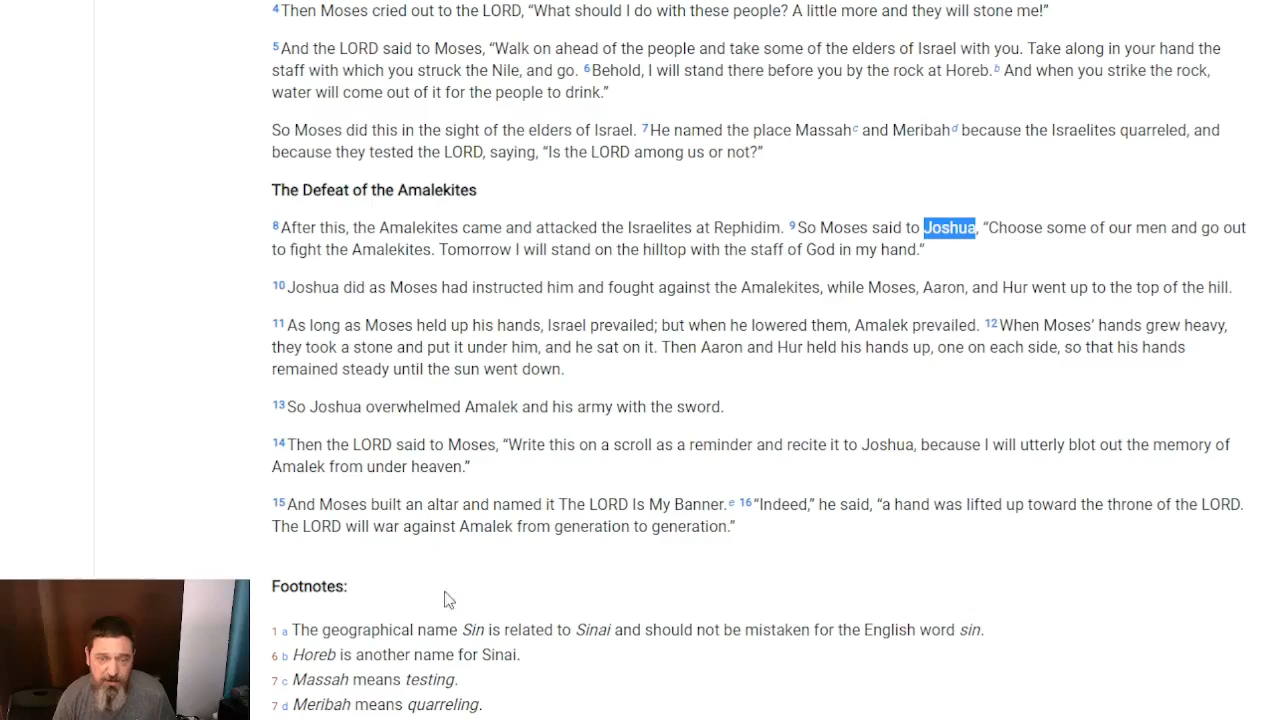 4 Then Moses cried out to the LORD, “What should I do with these people? A little more and they will stone me!”
5 And the LORD said to Moses, “Walk on ahead of the people and take some of the elders of Israel with you. Take along in your hand the
staff with which you struck the Nile, and go. 6 Behold, I will stand there before you by the rock at Horeb. b And when you strike the rock,
water will come out of it for the people to drink.”
So Moses did this in the sight of the elders of Israel. 7 He named the place Massah c and Meribah d because the Israelites quarreled, and
because they tested the LORD, saying, “Is the LORD among us or not?”
The Defeat of the Amalekites
8 After this, the Amalekites came and attacked the Israelites at Rephidim. 9 So Moses said to Joshua, “Choose some of our men and go out
to fight the Amalekites. Tomorrow I will stand on the hilltop with the staff of God in my hand.”
10 Joshua did as Moses had instructed him and fought against the Amalekites, while Moses, Aaron, and Hur went up to the top of the hill.
11 As long as Moses held up his hands, Israel prevailed; but when he lowered them, Amalek prevailed. 12 When Moses’ hands grew heavy,
they took a stone and put it under him, and he sat on it. Then Aaron and Hur held his hands up, one on each side, so that his hands
remained steady until the sun went down.
13 So Joshua overwhelmed Amalek and his army with the sword.
14 Then the LORD said to Moses, “Write this on a scroll as a reminder and recite it to Joshua, because I will utterly blot out the memory of
Amalek from under heaven.”
15 And Moses built an altar and named it The LORD Is My Banner. e 16 “Indeed,” he said, “a hand was lifted up toward the throne of the LORD.
The LORD will war against Amalek from generation to generation.”
Footnotes:
1 a The geographical name Sin is related to Sinai and should not be mistaken for the English word sin.
6 b Horeb is another name for Sinai.
7 c Massah means testing.
7 d Meribah means quarreling.